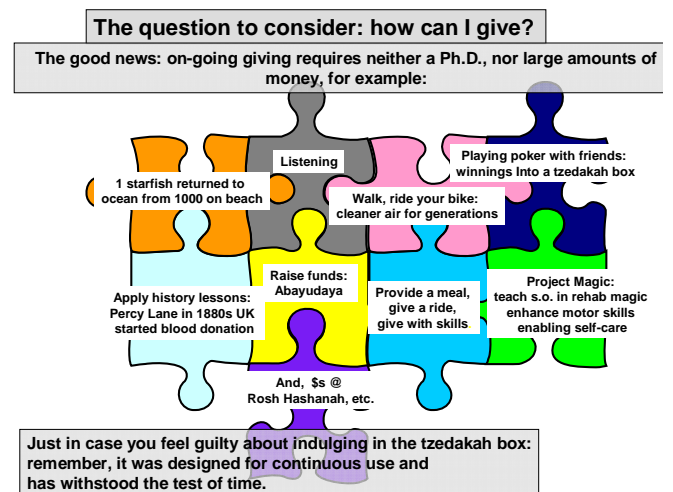 The question to consider: how can I give?
The good news: on-going giving requires neither a Ph.D., nor large amounts of
money, for example:
1 starfish returned to
ocean from 1000 on beach
Listening
Walk, ride your bike:
cleaner air for generations
Playing poker with friends:
winnings Into a tzedakah box
Apply history lessons:
Percy Lane in 1880s UK
started blood donation
Raise funds:
Abayudaya
Provide a meal,
give a ride,
give with skills
Project Magic:
teach s.o. in rehab magic
enhance motor skills
enabling self-care
And, $s @
Rosh Hashanah, etc.
Just in case you feel guilty about indulging in the tzedakah box:
remember, it was designed for continuous use and
has withstood the test of time.